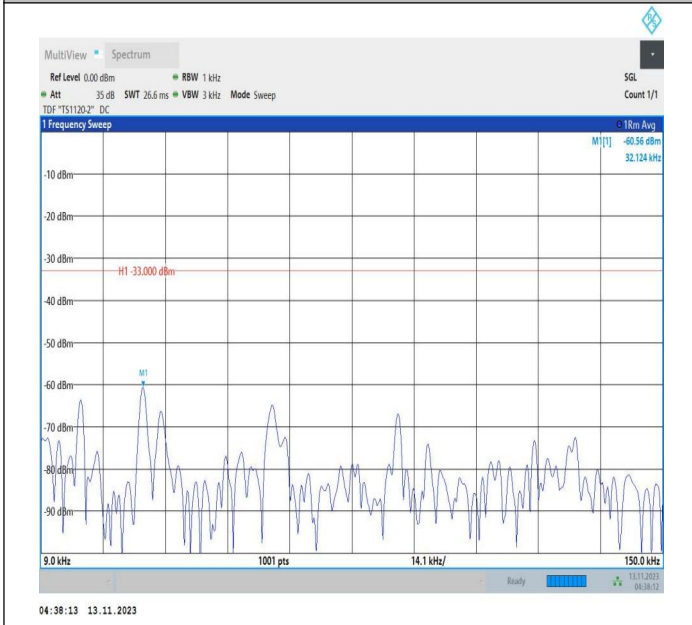 R S
MultiView Spectrum
Ref Level 0.00 dBm RBW 1 kHz SGL
Att 35 dB SWT 26.6 ms VBW 3 kHz Mode Sweep Count 1/1
TDF "TS1120-2" DC
1 Frequency Sweep 1Rm Avg
M1[1] -60.56 dBm
32.124 kHz
-10 dBm
-20 dBm
-30 dBm
H1 -33.000 dBm
-40 dBm
-50 dBm
M1
-60 dBm
-70 dBm
-80 dBm
-90 dBm
9.0 kHz 1001 pts 14.1 kHz/ 150.0 kHz
Ready 13.11.2023
04:38:12
04:38:13 13.11.2023